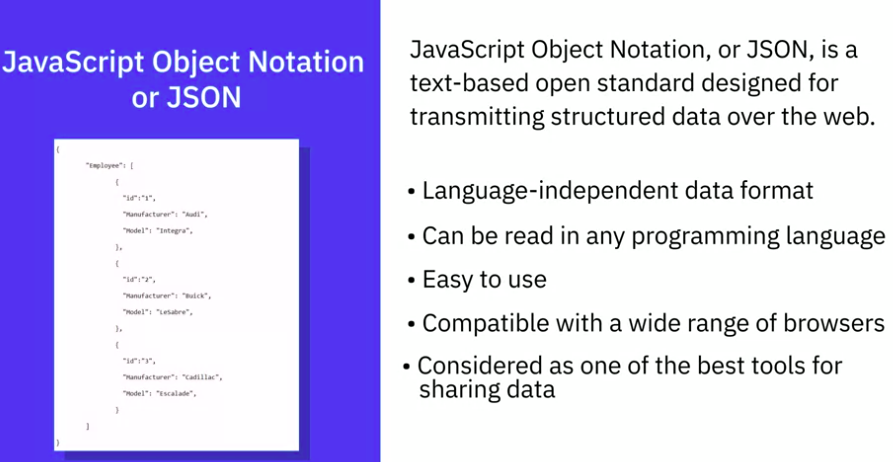 JavaScript Object Notation
or JSON
{
"Employee": [
{
"id":"1",
"Manufacturer": "Audi",
"Model": "Integra",
},
{
"id":"2",
"Manufacturer": "Buick",
"Model": "LeSabre",
},
{
"id":"3",
"Manufacturer": "Cadillac",
"Model": "Escalade",
}
]
}
JavaScript Object Notation, or JSON, is a
text-based open standard designed for
transmitting structured data over the web.
• Language-independent data format
• Can be read in any programming language
• Easy to use
• Compatible with a wide range of browsers
• Considered as one of the best tools for
sharing data